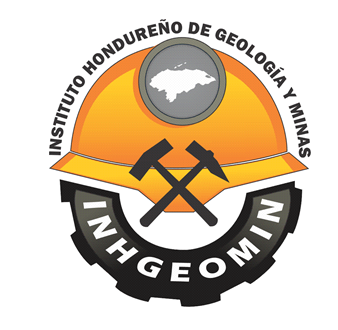 INSTITUTO HONDUREÑO DE GEOLOGÍA Y MINAS
INHGEOMIN